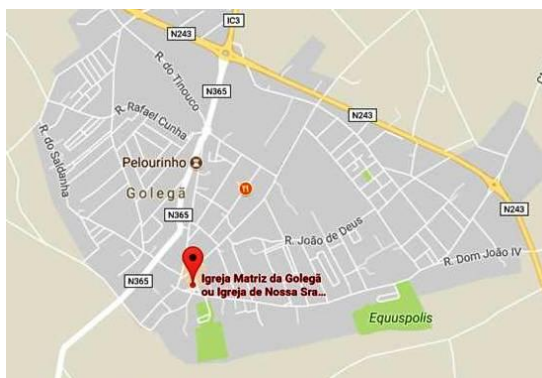 IC3
N243
N243
R. do Tinouco
N365
N243
R. Rafael Cunha
R. do Saldanha
Pelourinho
Golegã
N365
N243
R. João de Deus
R. Dom João IV
N365
Igreja Matriz da Golegã
ou Igreja de Nossa Sra...
Equuspolis